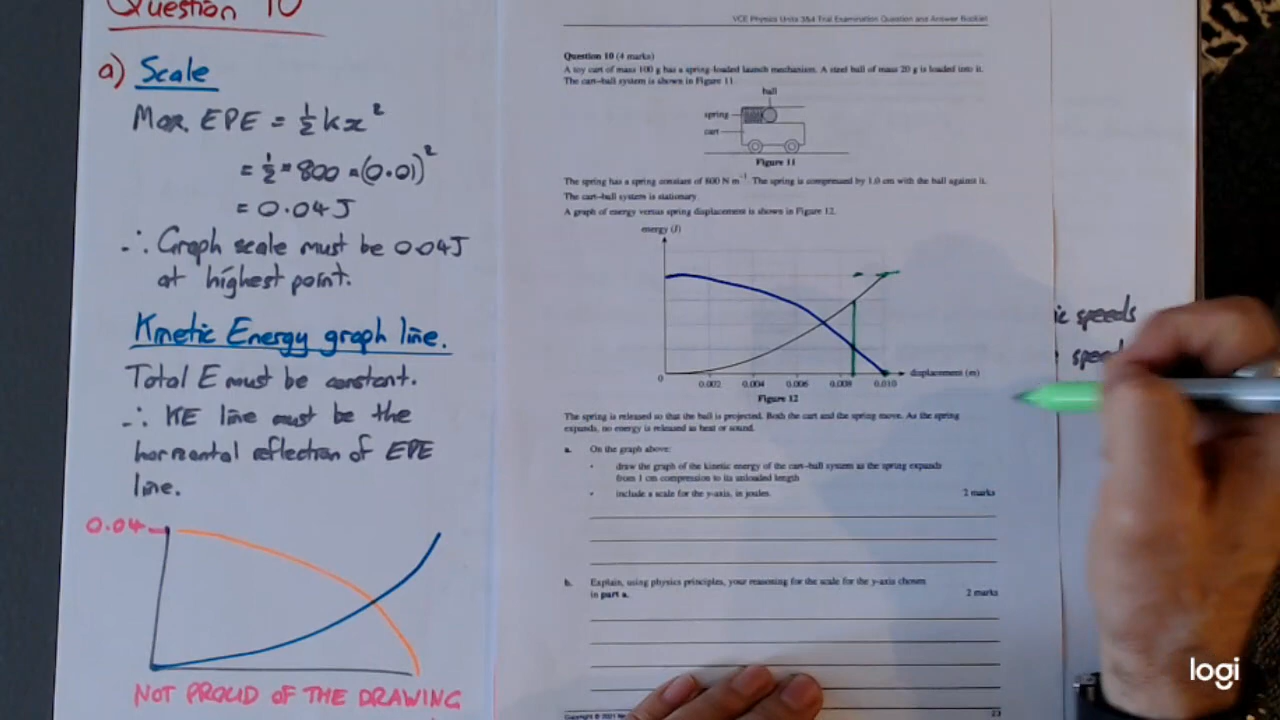 Question 10
a) Scale
Max. EPE = ½kx²
= ½ × 800 × (0.01)²
= 0.04J
∴ Graph scale must be 0.04J
at highest point.
Kinetic Energy graph line.
Total E must be constant.
∴ KE line must be the
horizontal reflection of EPE
line.
0.04
NOT PROUD OF THE DRAWING
VCE Physics Units 3&4 Trial Examination Question and Answer Booklet
Question 10 (4 marks)
A toy cart of mass 100 g has a spring-loaded launch mechanism. A steel ball of mass 20 g is loaded into it.
The cart–ball system is shown in Figure 11.
ball
spring
cart
Figure 11
The spring has a spring constant of 800 N m⁻¹. The spring is compressed by 1.0 cm with the ball against it.
The cart–ball system is stationary.
A graph of energy versus spring displacement is shown in Figure 12.
energy (J)
0
0.002 0.004 0.006 0.008 0.010
displacement (m)
Figure 12
The spring is released so that the ball is projected. Both the cart and the spring move. As the spring
expands, no energy is released as heat or sound.
a. On the graph above:
• draw the graph of the kinetic energy of the cart–ball system as the spring expands
from 1 cm compression to its unloaded length
• include a scale for the y-axis, in joules. 2 marks
b. Explain, using physics principles, your reasoning for the scale for the y-axis chosen
in part a. 2 marks
Copyright © 2021
23
speeds
logi